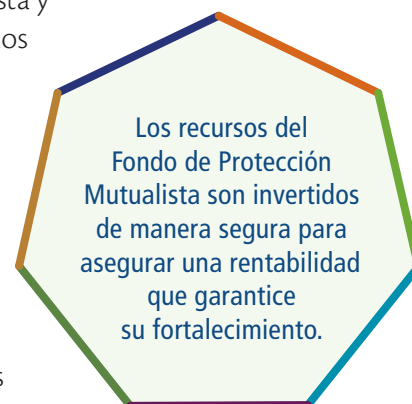 sta y
os
Los recursos del
Fondo de Protección
Mutualista son invertidos
de manera segura para
asegurar una rentabilidad
que garantice
su fortalecimiento.
s